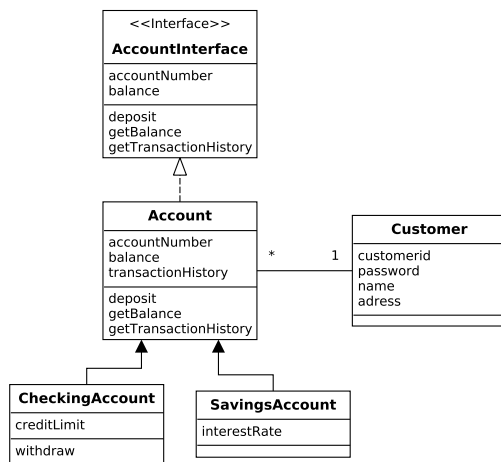 <<Interface>>
AccountInterface
accountNumber
balance
deposit
getBalance
getTransactionHistory
Account
accountNumber
balance
transactionHistory
deposit
getBalance
getTransactionHistory
* 1
Customer
customerid
password
name
adress
CheckingAccount
creditLimit
withdraw
SavingsAccount
interestRate